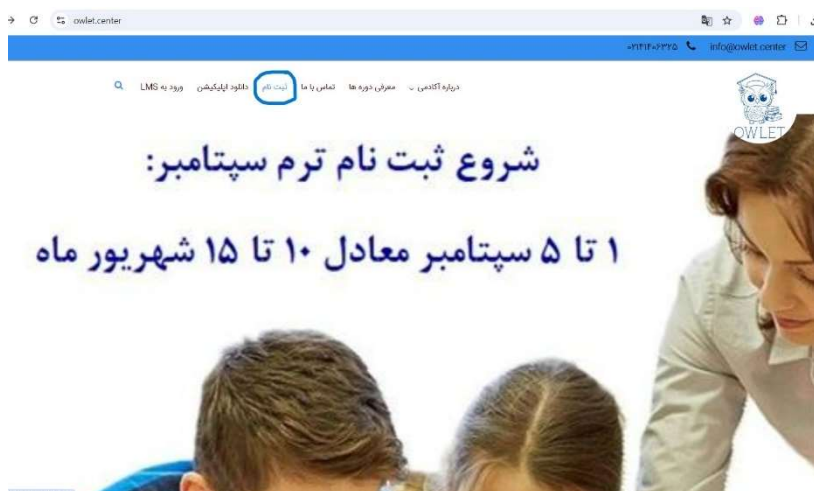 owlet.center
info@owlet.center
درباره آکادمی معرفی دوره ها تماس با ما ثبت نام دانلود اپلیکیشن ورود به LMS
OWLET
شروع ثبت نام ترم سپتامبر:
۱ تا ۵ سپتامبر معادل ۱۰ تا ۱۵ شهریور ماه